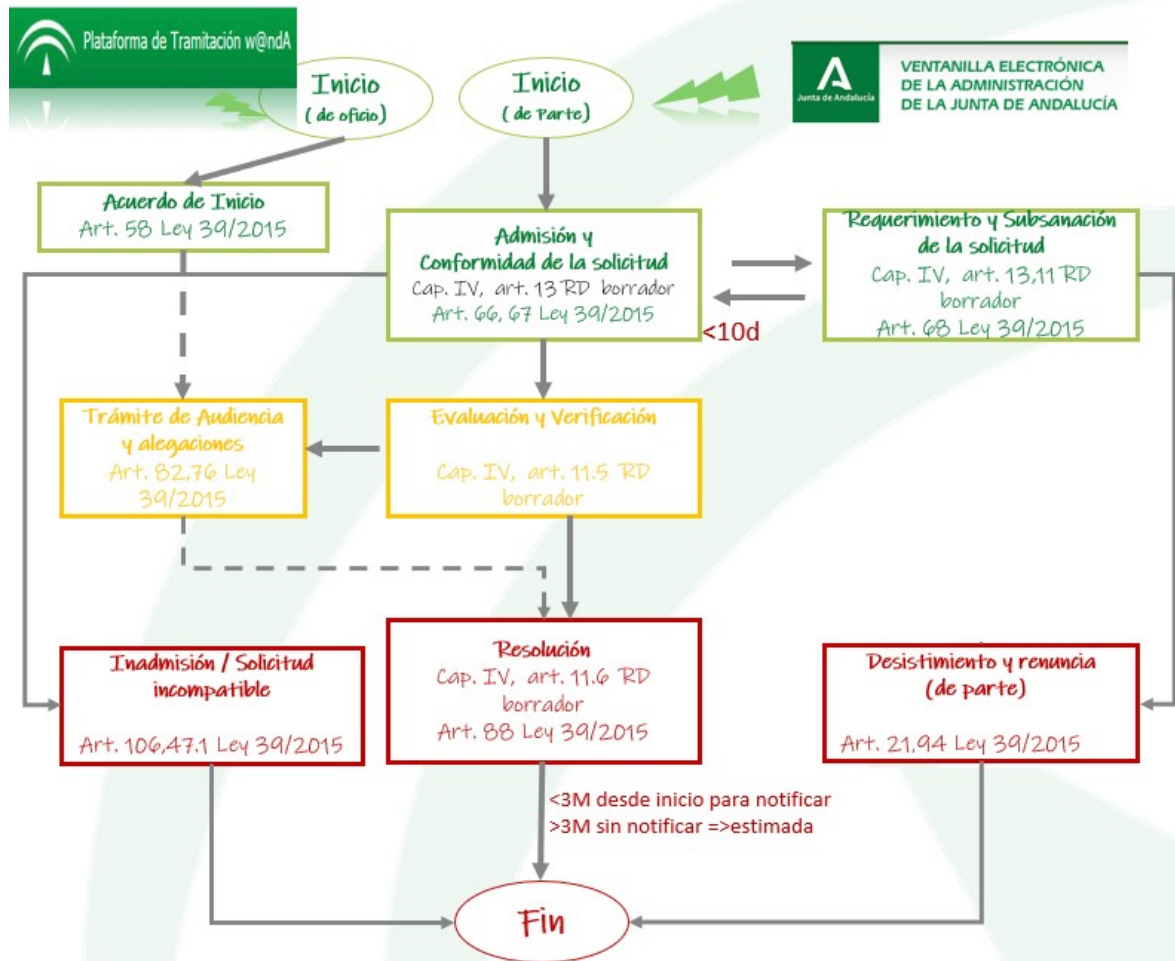 Plataforma de Tramitación w@ndA
Inicio
(de oficio)
Inicio
(de Parte)
A
Junta de Andalucía
VENTANILLA ELECTRÓNICA
DE LA ADMINISTRACIÓN
DE LA JUNTA DE ANDALUCÍA
Acuerdo de Inicio
Art. 58 Ley 39/2015
Admisión y
Conformidad de la solicitud
Cap. IV, art. 13 RD borrador
Art. 66, 67 Ley 39/2015
<10d
Requerimiento y Subsanación
de la solicitud
Cap. IV, art. 13,11 RD
borrador
Art. 68 Ley 39/2015
Trámite de Audiencia
y alegaciones
Art. 82,76 Ley
39/2015
Evaluación y Verificación
Cap. IV, art. 11.5 RD
borrador
Inadmisión / Solicitud
incompatible
Art. 106,47.1 Ley 39/2015
Resolución
Cap. IV, art. 11.6 RD
borrador
Art. 88 Ley 39/2015
Desistimiento y renuncia
(de parte)
Art. 21,94 Ley 39/2015
<3M desde inicio para notificar
>3M sin notificar =>estimada
Fin